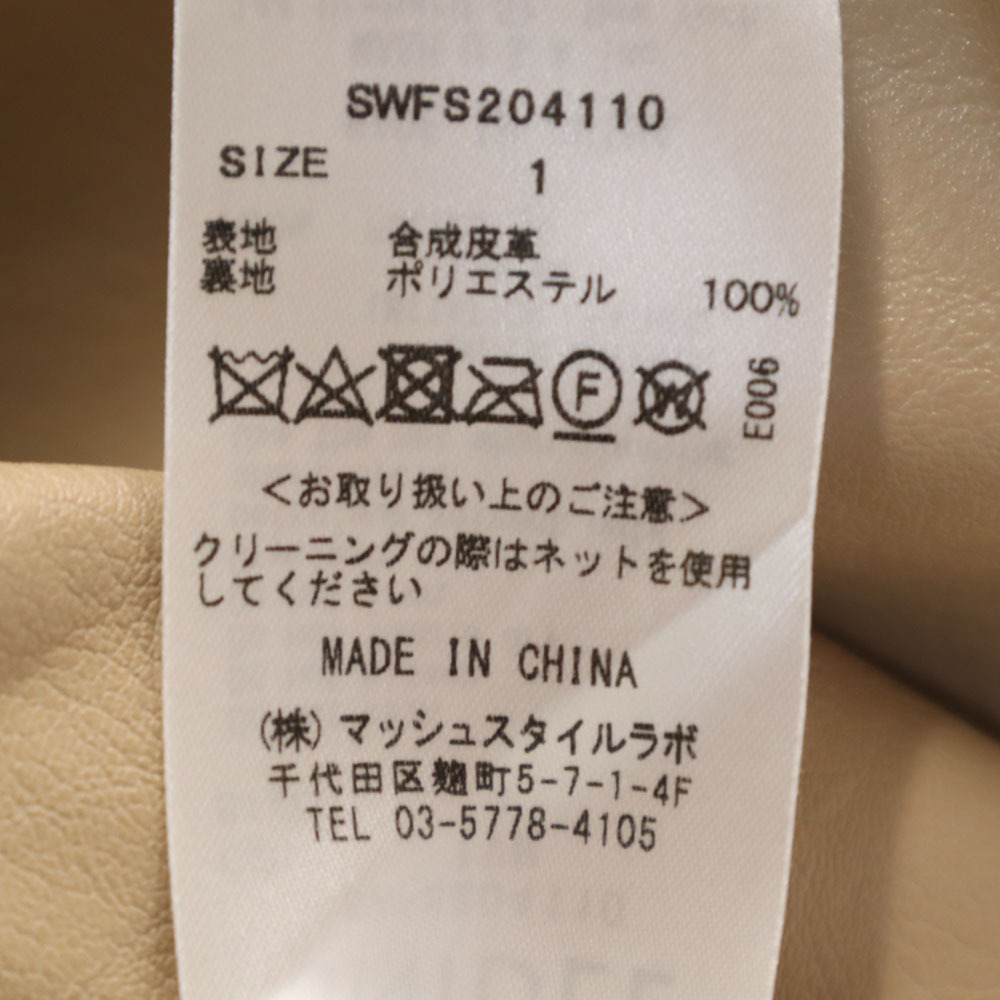 SWFS204110
SIZE 1
表地 合成皮革
裏地 ポリエステル 100%
F W E006
<お取り扱い上のご注意>
クリーニングの際はネットを使用
してください
MADE IN CHINA
(株)マッシュスタイルラボ
千代田区麹町5-7-1-4F
TEL 03-5778-4105